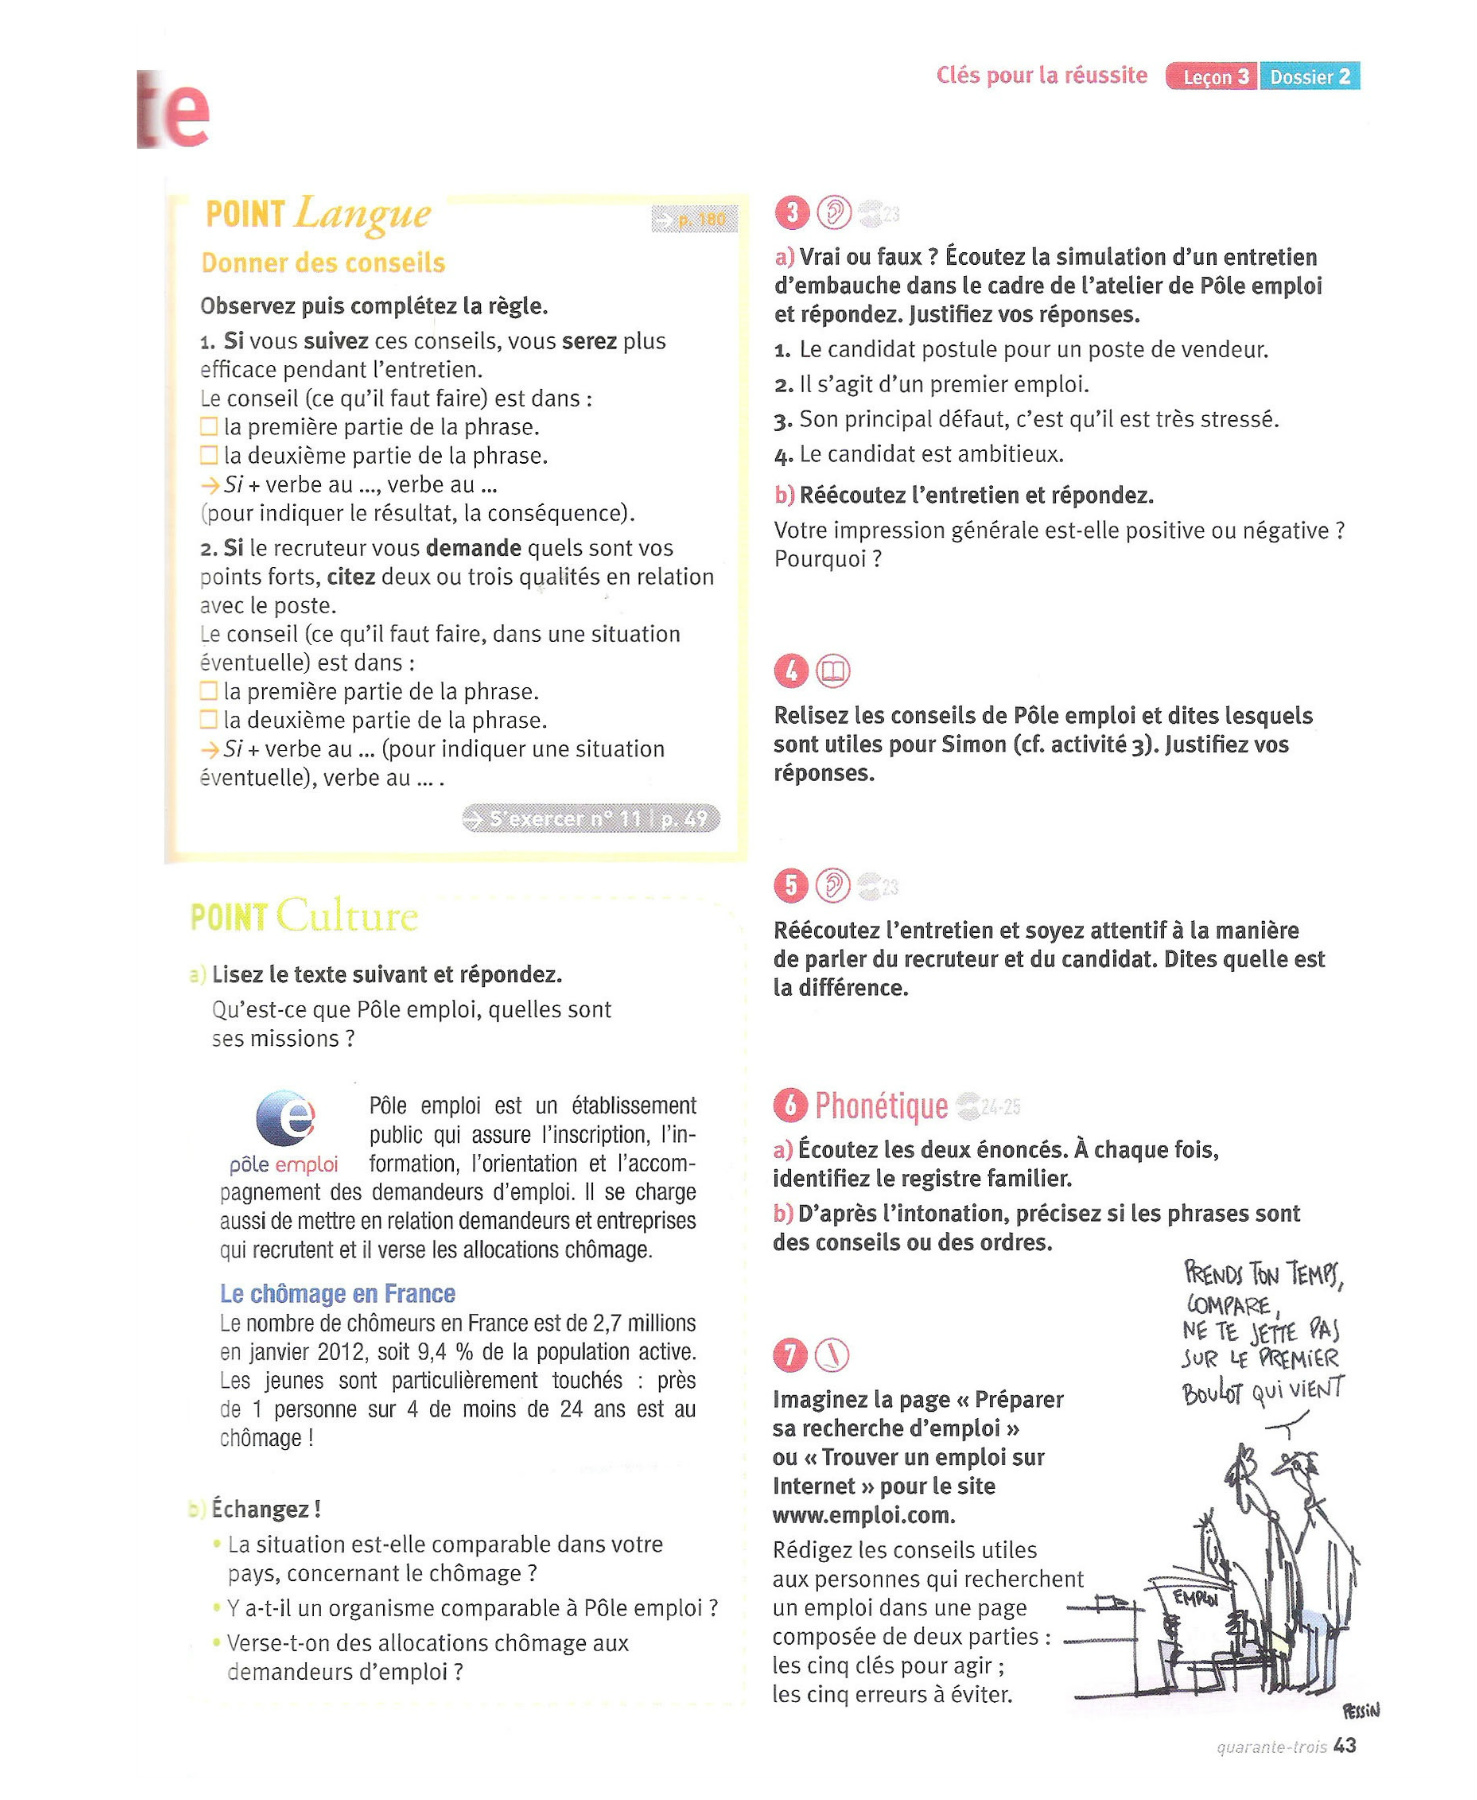 Clés pour la réussite Leçon 3 Dossier 2
te
POINT Langue
→ p. 180
Donner des conseils
Observez puis complétez la règle.
1. Si vous suivez ces conseils, vous serez plus
efficace pendant l'entretien.
Le conseil (ce qu'il faut faire) est dans :
la première partie de la phrase.
la deuxième partie de la phrase.
→ Si + verbe au ..., verbe au ...
(pour indiquer le résultat, la conséquence).
2. Si le recruteur vous demande quels sont vos
points forts, citez deux ou trois qualités en relation
avec le poste.
Le conseil (ce qu'il faut faire, dans une situation
éventuelle) est dans :
la première partie de la phrase.
la deuxième partie de la phrase.
→ Si + verbe au ... (pour indiquer une situation
éventuelle), verbe au ... .
→ S'exercer n° 11 | p. 49
POINT Culture
a) Lisez le texte suivant et répondez.
Qu'est-ce que Pôle emploi, quelles sont
ses missions ?
e
pôle emploi
Pôle emploi est un établissement
public qui assure l'inscription, l'in-
formation, l'orientation et l'accom-
pagnement des demandeurs d'emploi. Il se charge
aussi de mettre en relation demandeurs et entreprises
qui recrutent et il verse les allocations chômage.
Le chômage en France
Le nombre de chômeurs en France est de 2,7 millions
en janvier 2012, soit 9,4 % de la population active.
Les jeunes sont particulièrement touchés : près
de 1 personne sur 4 de moins de 24 ans est au
chômage !
b) Échangez !
• La situation est-elle comparable dans votre
pays, concernant le chômage ?
• Y a-t-il un organisme comparable à Pôle emploi ?
• Verse-t-on des allocations chômage aux
demandeurs d'emploi ?
3 23
a) Vrai ou faux ? Écoutez la simulation d'un entretien
d'embauche dans le cadre de l'atelier de Pôle emploi
et répondez. Justifiez vos réponses.
1. Le candidat postule pour un poste de vendeur.
2. Il s'agit d'un premier emploi.
3. Son principal défaut, c'est qu'il est très stressé.
4. Le candidat est ambitieux.
b) Réécoutez l'entretien et répondez.
Votre impression générale est-elle positive ou négative ?
Pourquoi ?
4
Relisez les conseils de Pôle emploi et dites lesquels
sont utiles pour Simon (cf. activité 3). Justifiez vos
réponses.
5 23
Réécoutez l'entretien et soyez attentif à la manière
de parler du recruteur et du candidat. Dites quelle est
la différence.
6 Phonétique 24-25
a) Écoutez les deux énoncés. À chaque fois,
identifiez le registre familier.
b) D'après l'intonation, précisez si les phrases sont
des conseils ou des ordres.
7
Imaginez la page « Préparer
sa recherche d'emploi »
ou « Trouver un emploi sur
Internet » pour le site
www.emploi.com.
Rédigez les conseils utiles
aux personnes qui recherchent
un emploi dans une page
composée de deux parties :
les cinq clés pour agir ;
les cinq erreurs à éviter.
PRENDS TON TEMPS,
COMPARE,
NE TE JETTE PAS
SUR LE PREMIER
BOULOT QUI VIENT
EMPLOI
PESSIN
quarante-trois 43